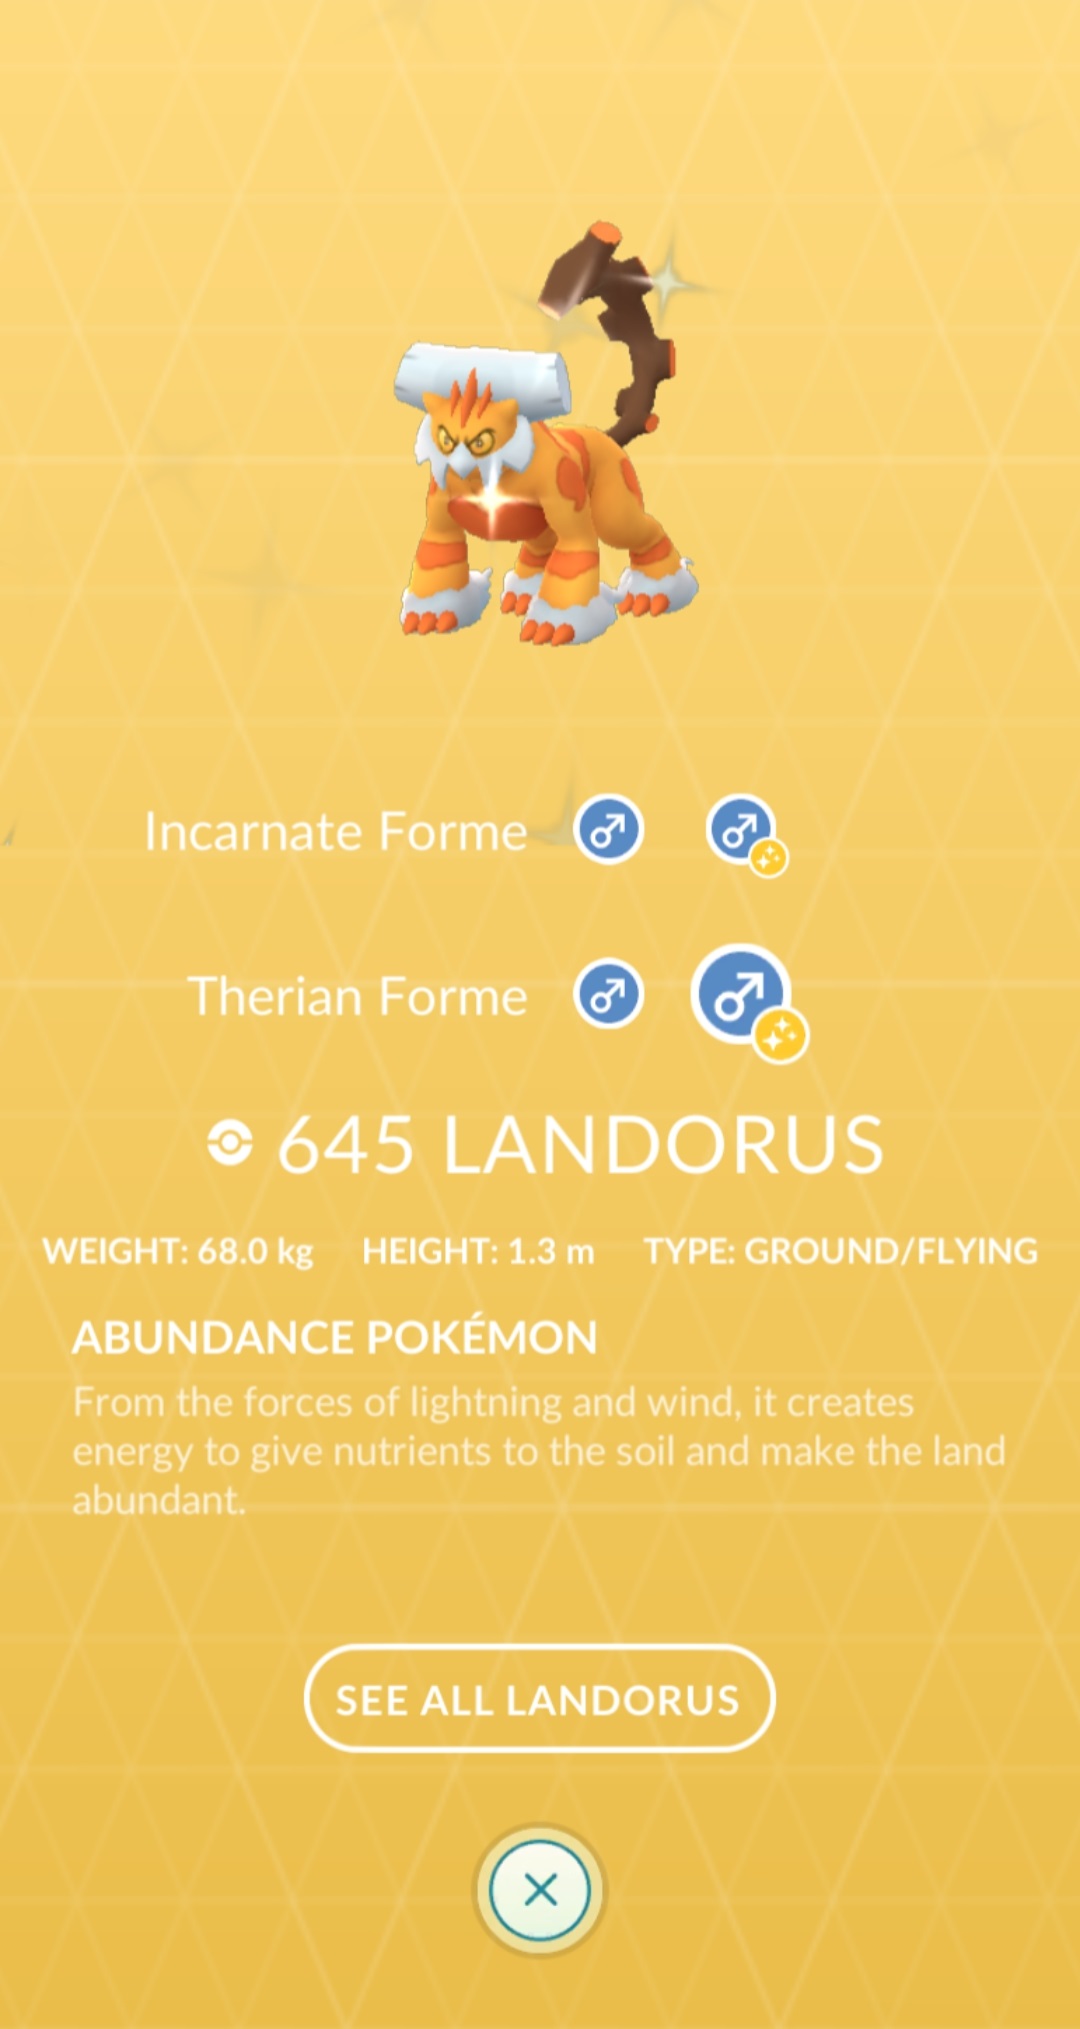 Incarnate Forme
Therian Forme
645 LANDORUS
WEIGHT: 68.0 kg HEIGHT: 1.3 m TYPE: GROUND/FLYING
ABUNDANCE POKÉMON
From the forces of lightning and wind, it creates
energy to give nutrients to the soil and make the land
abundant.
SEE ALL LANDORUS